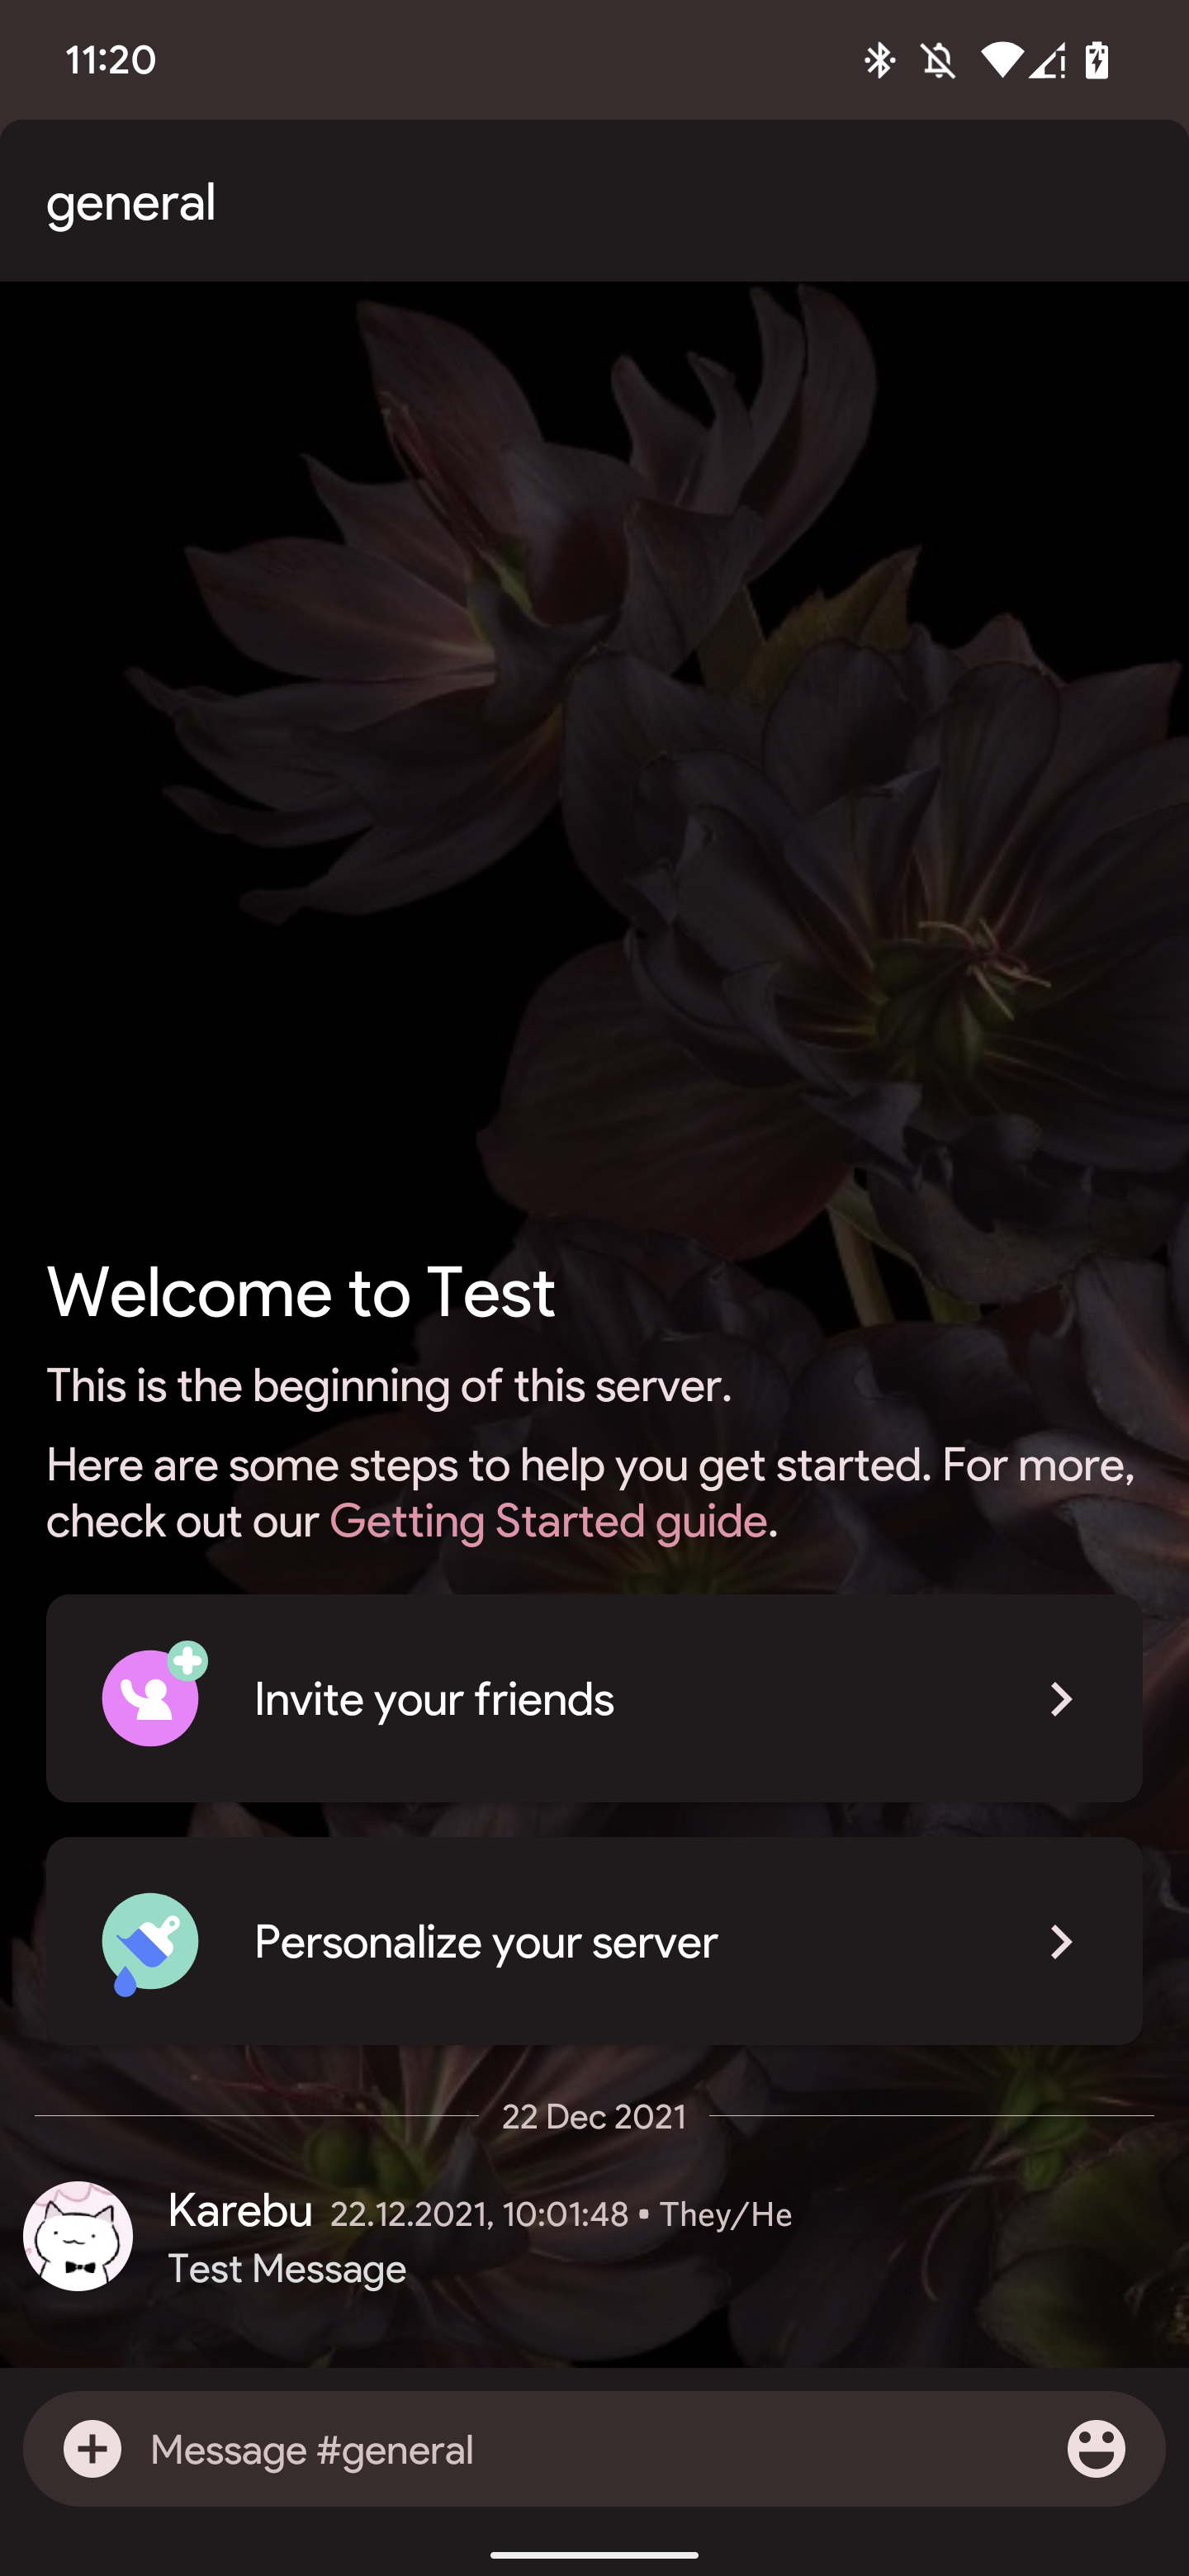 11:20
general
Welcome to Test
This is the beginning of this server.
Here are some steps to help you get started. For more,
check out our Getting Started guide.
Invite your friends
Personalize your server
22 Dec 2021
Karebu 22.12.2021, 10:01:48 • They/He
Test Message
Message #general